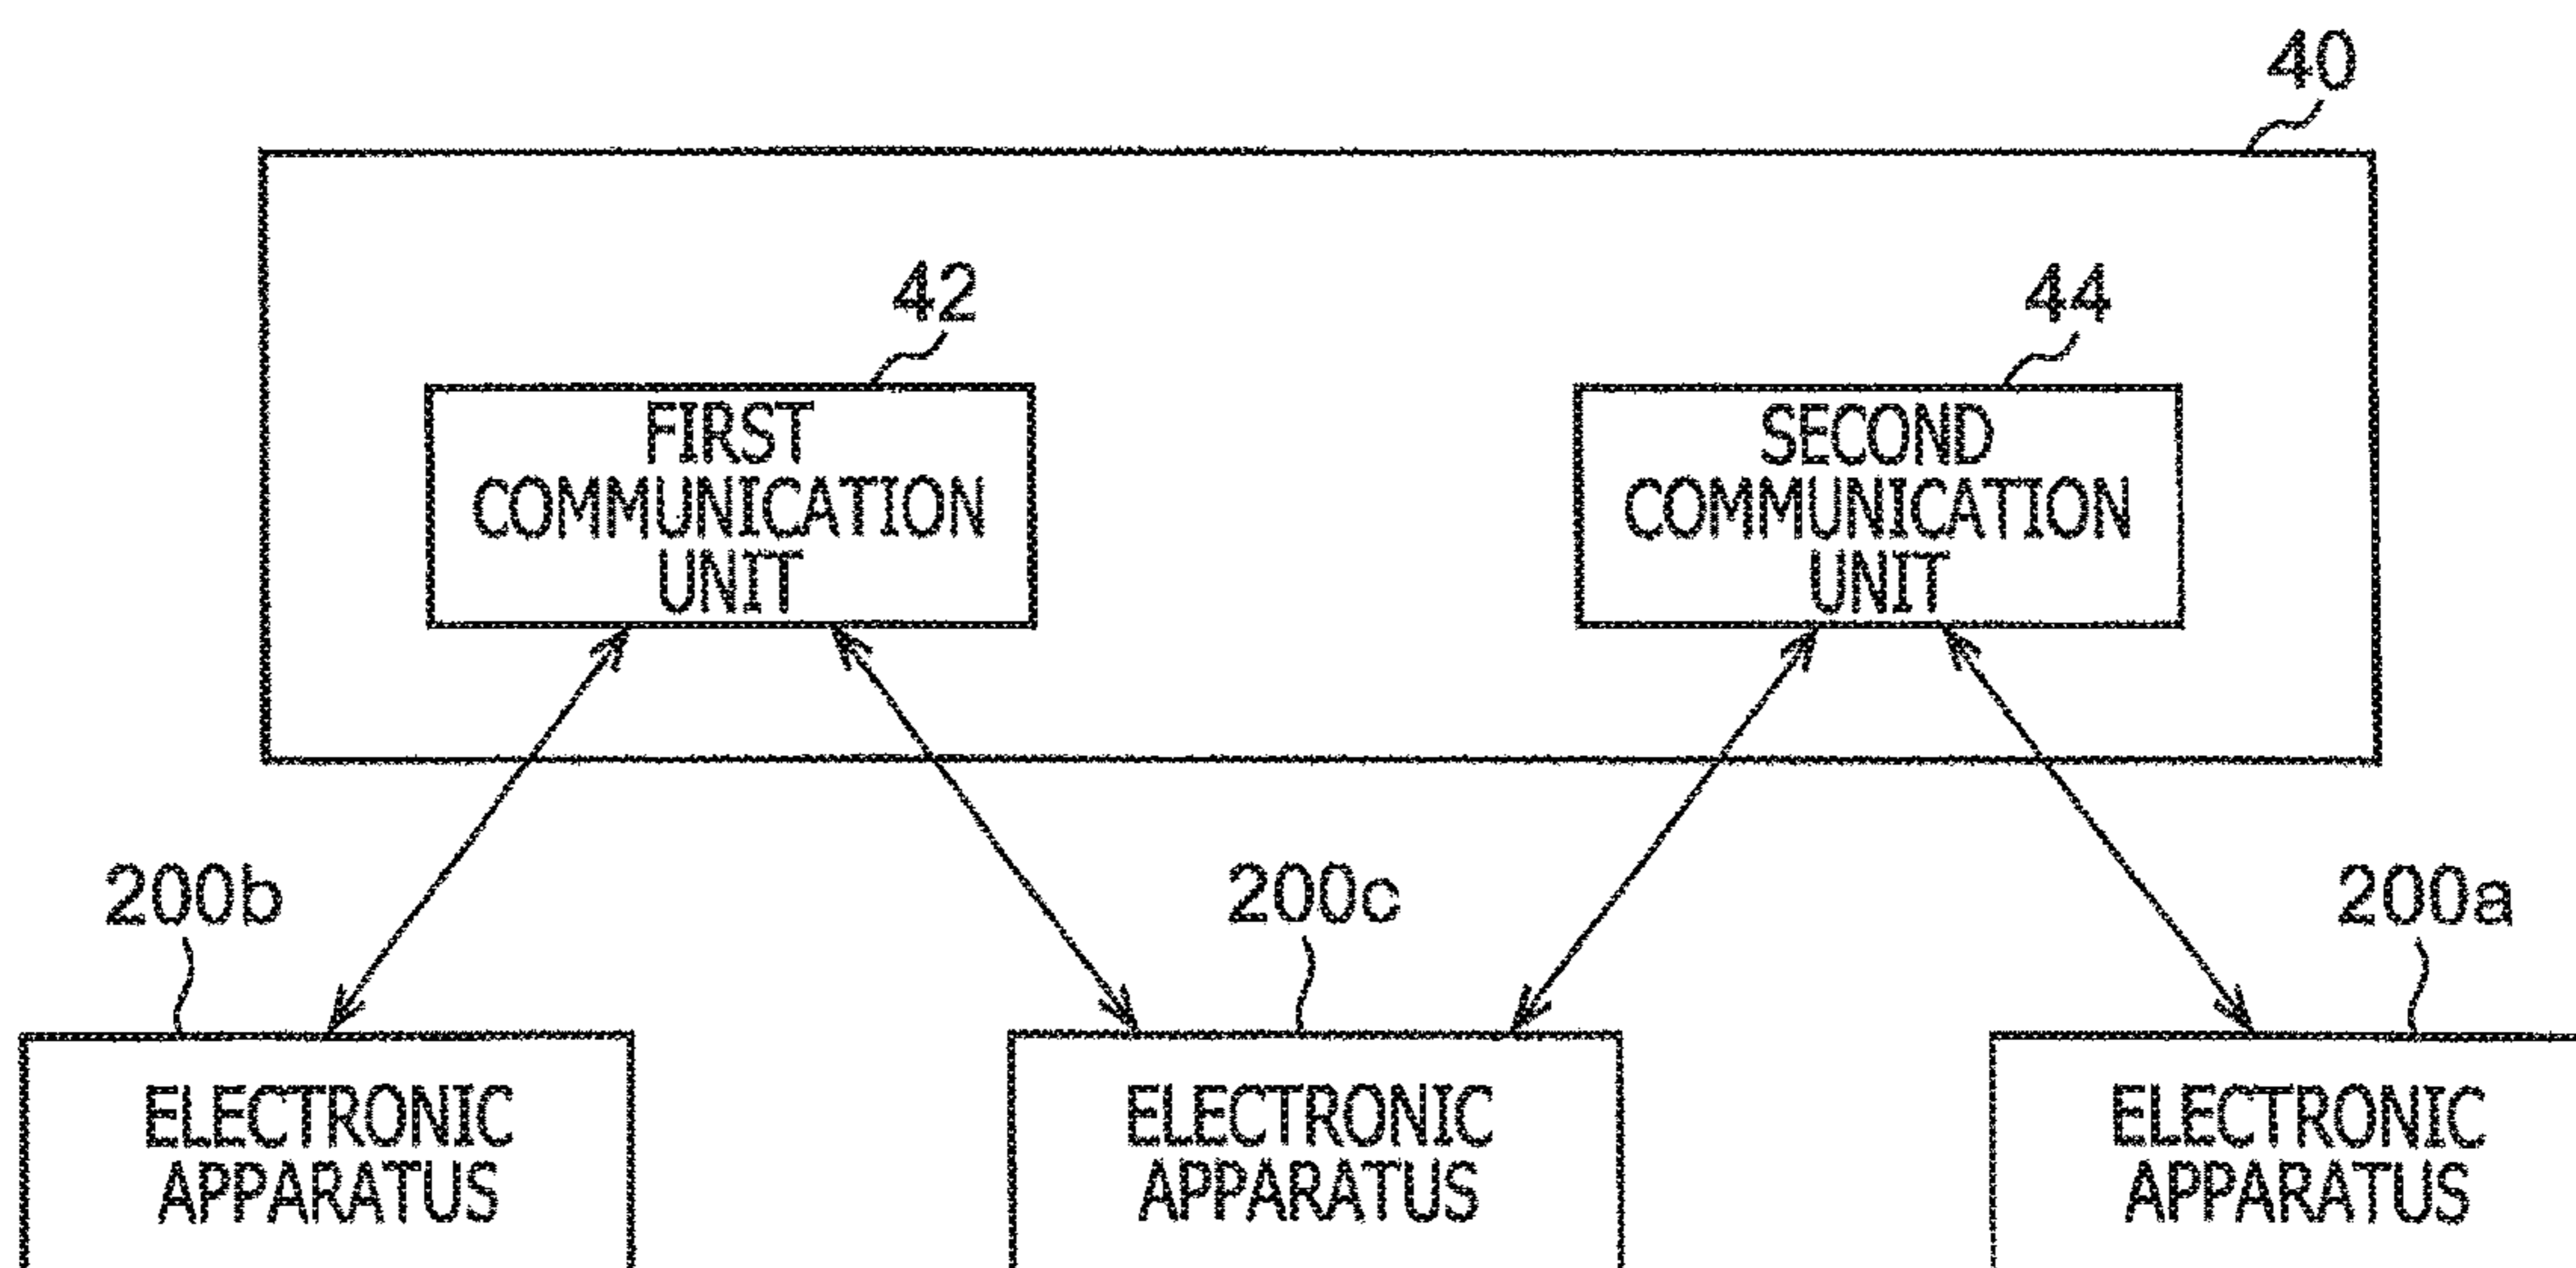 40
42
44
FIRST
COMMUNICATION
UNIT
SECOND
COMMUNICATION
UNIT
200b
200c
200a
ELECTRONIC
APPARATUS
ELECTRONIC
APPARATUS
ELECTRONIC
APPARATUS